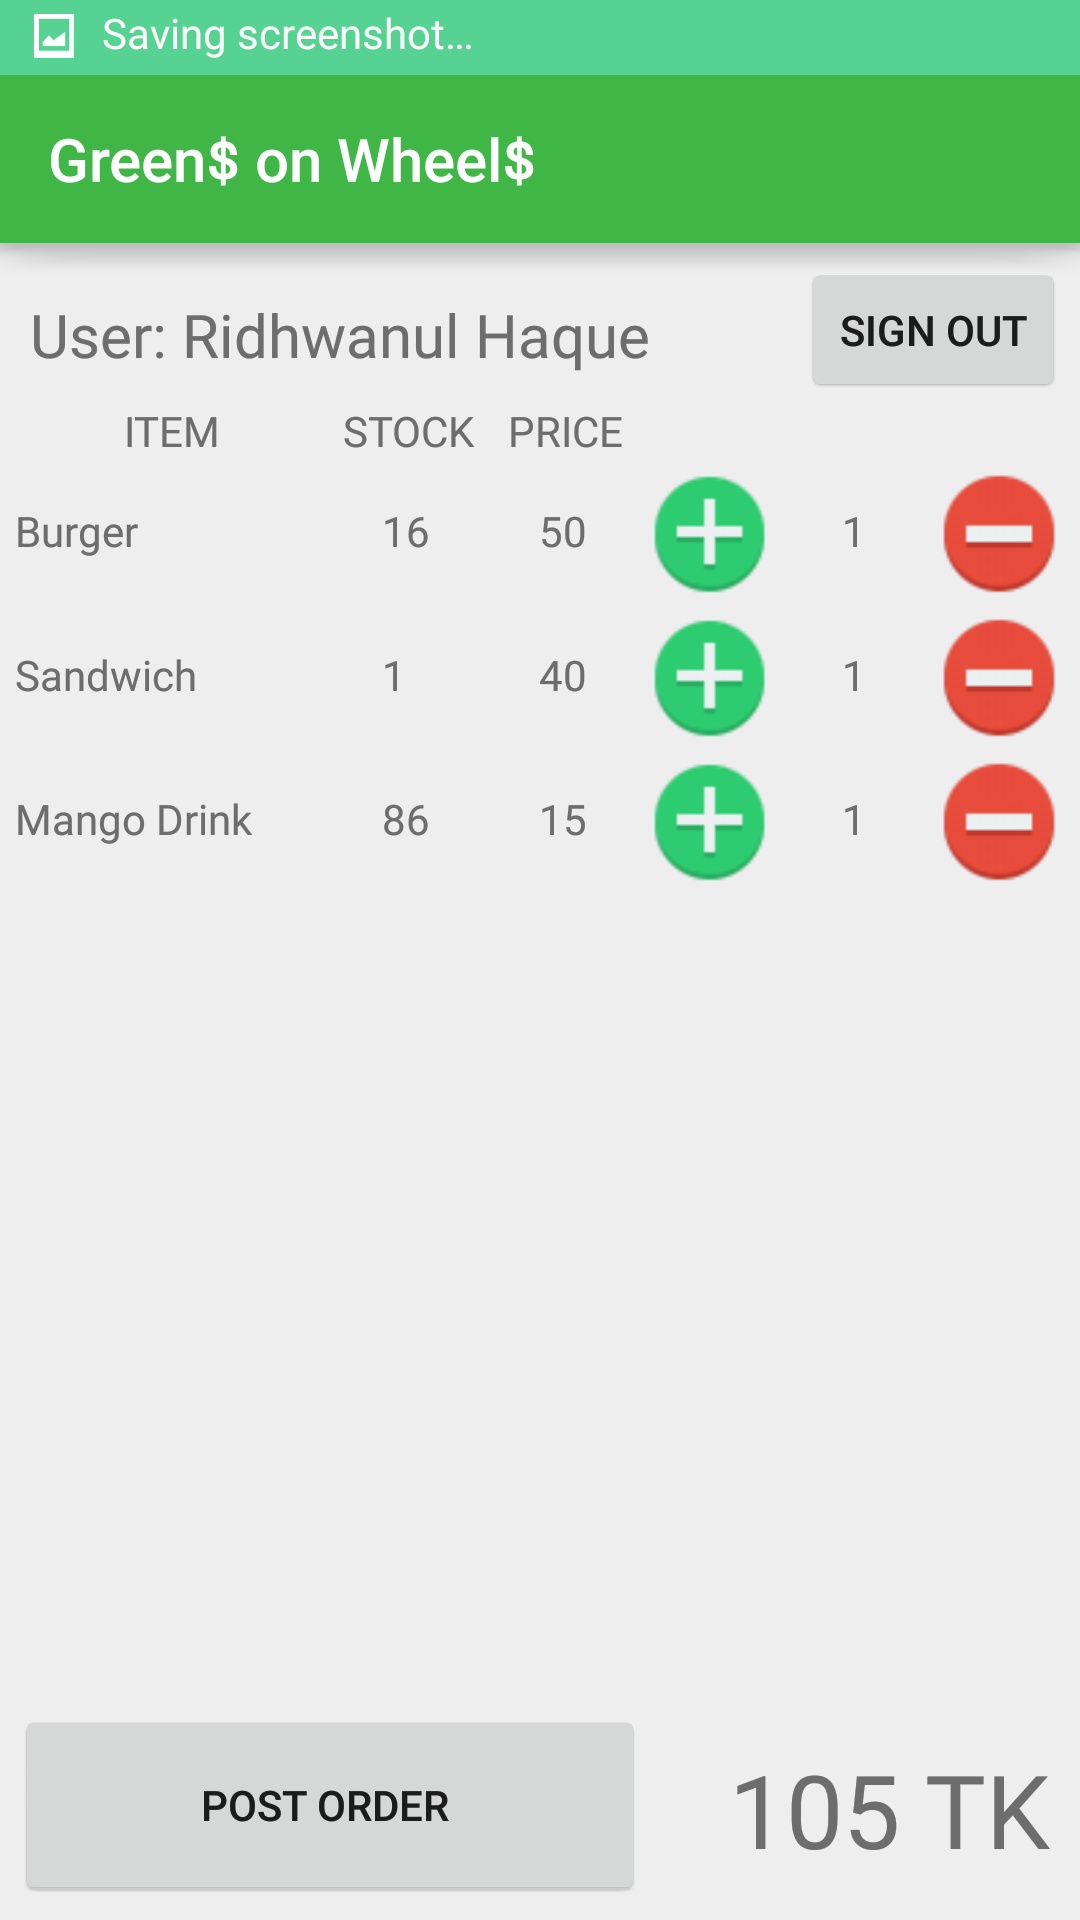 Saving screenshot...
Green$ on Wheel$
User: Ridhwanul Haque SIGN OUT
ITEM STOCK PRICE
Burger 16 50 1
Sandwich 1 40 1
Mango Drink 86 15 1
POST ORDER 105 TK